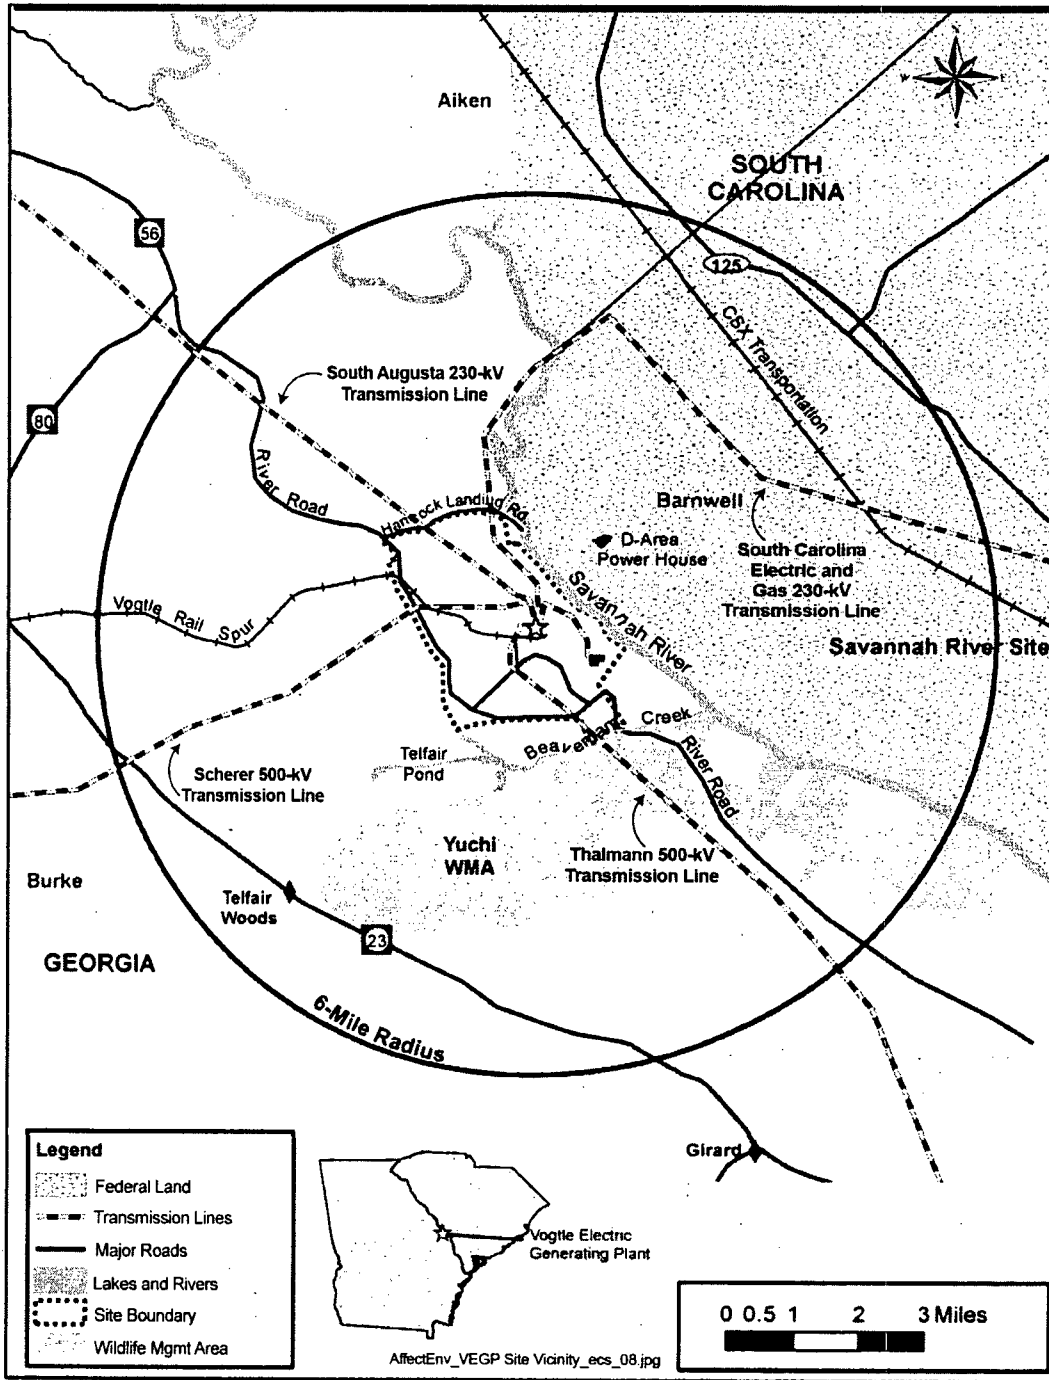 Aiken
SOUTH
CAROLINA
56
125
CSX Transportation
South Augusta 230-kV
Transmission Line
80
River Road
Hancock Landing Rd.
Barnwell
D-Area
Power House
South Carolina
Electric and
Gas 230-kV
Transmission Line
Savannah River
Vogtle Rail Spur
Savannah River Site
Telfair
Pond
Beaverdam Creek
River Road
Scherer 500-kV
Transmission Line
Yuchi
WMA
Thalmann 500-kV
Transmission Line
Burke
Telfair
Woods
23
GEORGIA
6-Mile Radius
Girard
Legend
Federal Land
Transmission Lines
Major Roads
Lakes and Rivers
Site Boundary
Wildlife Mgmt Area
Vogtle Electric
Generating Plant
0 0.5 1 2 3 Miles
AffectEnv_VEGP Site Vicinity_ecs_08.jpg